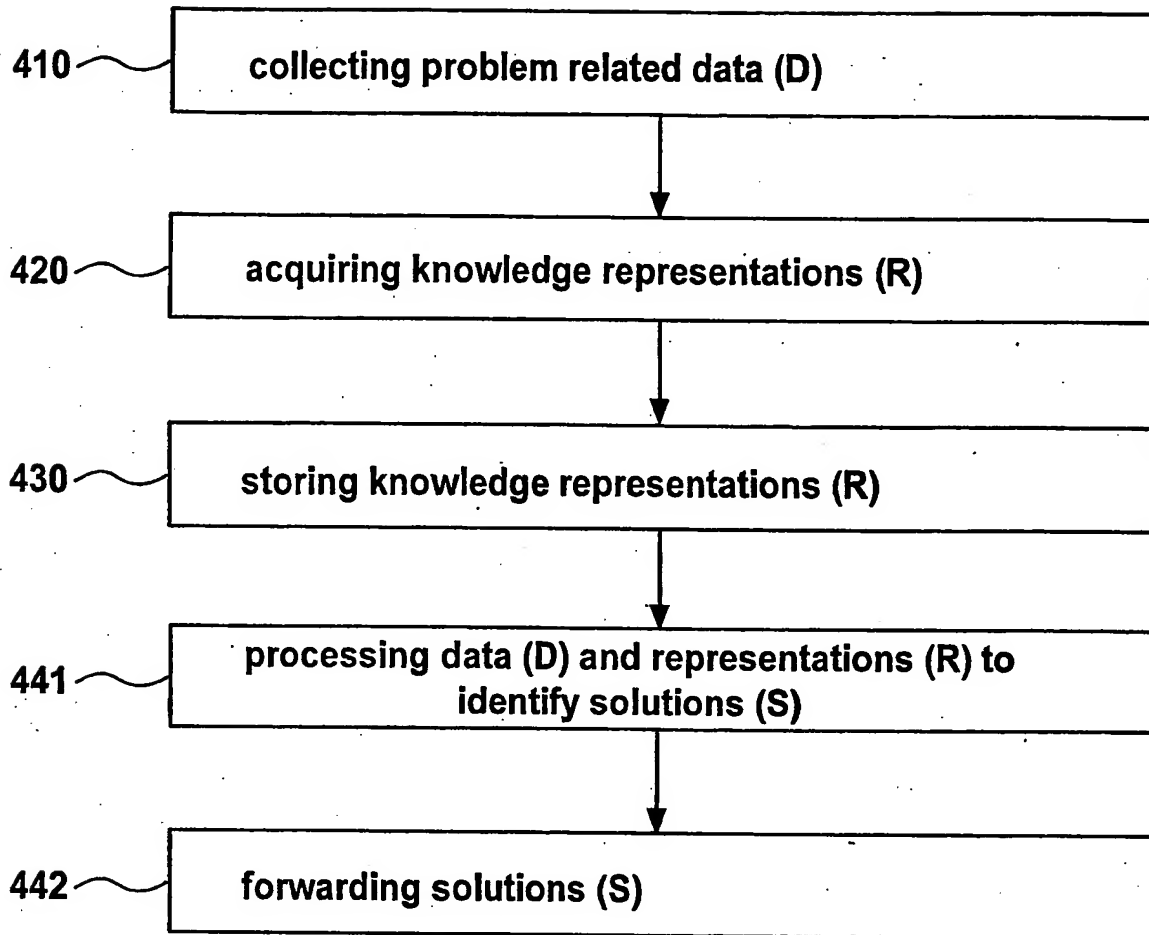 410 collecting problem related data (D)
420 acquiring knowledge representations (R)
430 storing knowledge representations (R)
441 processing data (D) and representations (R) to
identify solutions (S)
442 forwarding solutions (S)